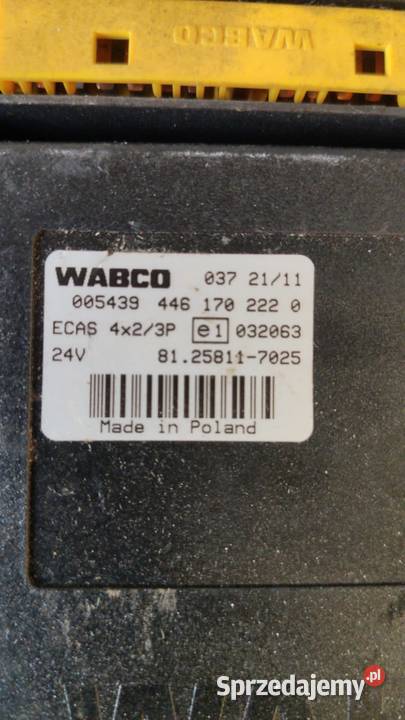 WABCO
WABCO 037 21/11
005439 446 170 222 0
ECAS 4x2/3P e1 032063
24V 81.25811-7025
Made in Poland
Sprzedajemy.pl